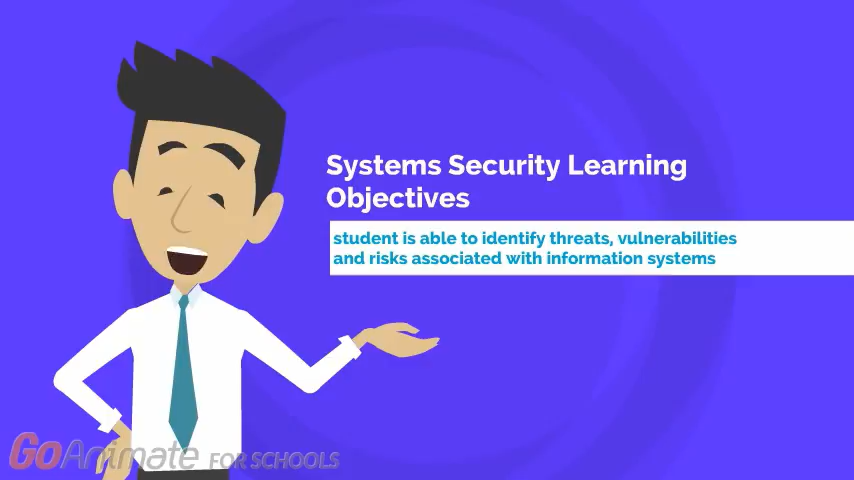 Systems Security Learning
Objectives
student is able to identify threats, vulnerabilities
and risks associated with information systems
GoAnimate FOR SCHOOLS